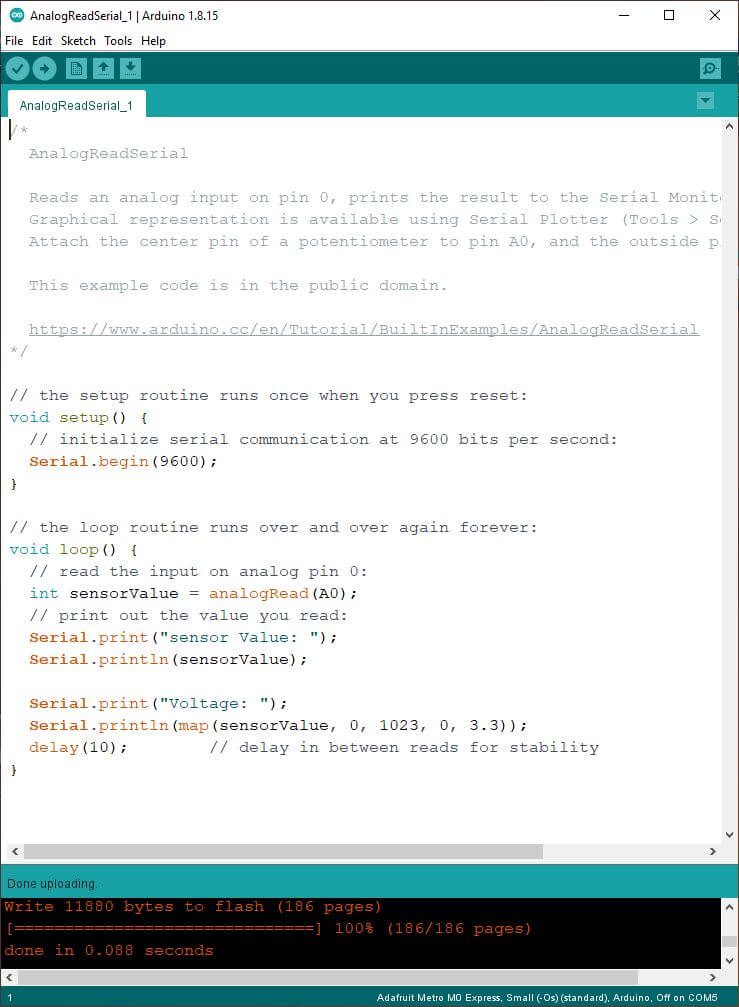 AnalogReadSerial_1 | Arduino 1.8.15
File Edit Sketch Tools Help
AnalogReadSerial_1
/*
  AnalogReadSerial

  Reads an analog input on pin 0, prints the result to the Serial Monit
  Graphical representation is available using Serial Plotter (Tools > S
  Attach the center pin of a potentiometer to pin A0, and the outside p

  This example code is in the public domain.

  https://www.arduino.cc/en/Tutorial/BuiltInExamples/AnalogReadSerial
*/

// the setup routine runs once when you press reset:
void setup() {
  // initialize serial communication at 9600 bits per second:
  Serial.begin(9600);
}

// the loop routine runs over and over again forever:
void loop() {
  // read the input on analog pin 0:
  int sensorValue = analogRead(A0);
  // print out the value you read:
  Serial.print("sensor Value: ");
  Serial.println(sensorValue);

  Serial.print("Voltage: ");
  Serial.println(map(sensorValue, 0, 1023, 0, 3.3));
  delay(10);        // delay in between reads for stability
}
Done uploading.
Write 11880 bytes to flash (186 pages)
[==============================] 100% (186/186 pages)
done in 0.088 seconds
1 Adafruit Metro M0 Express, Small (-Os) (standard), Arduino, Off on COM5